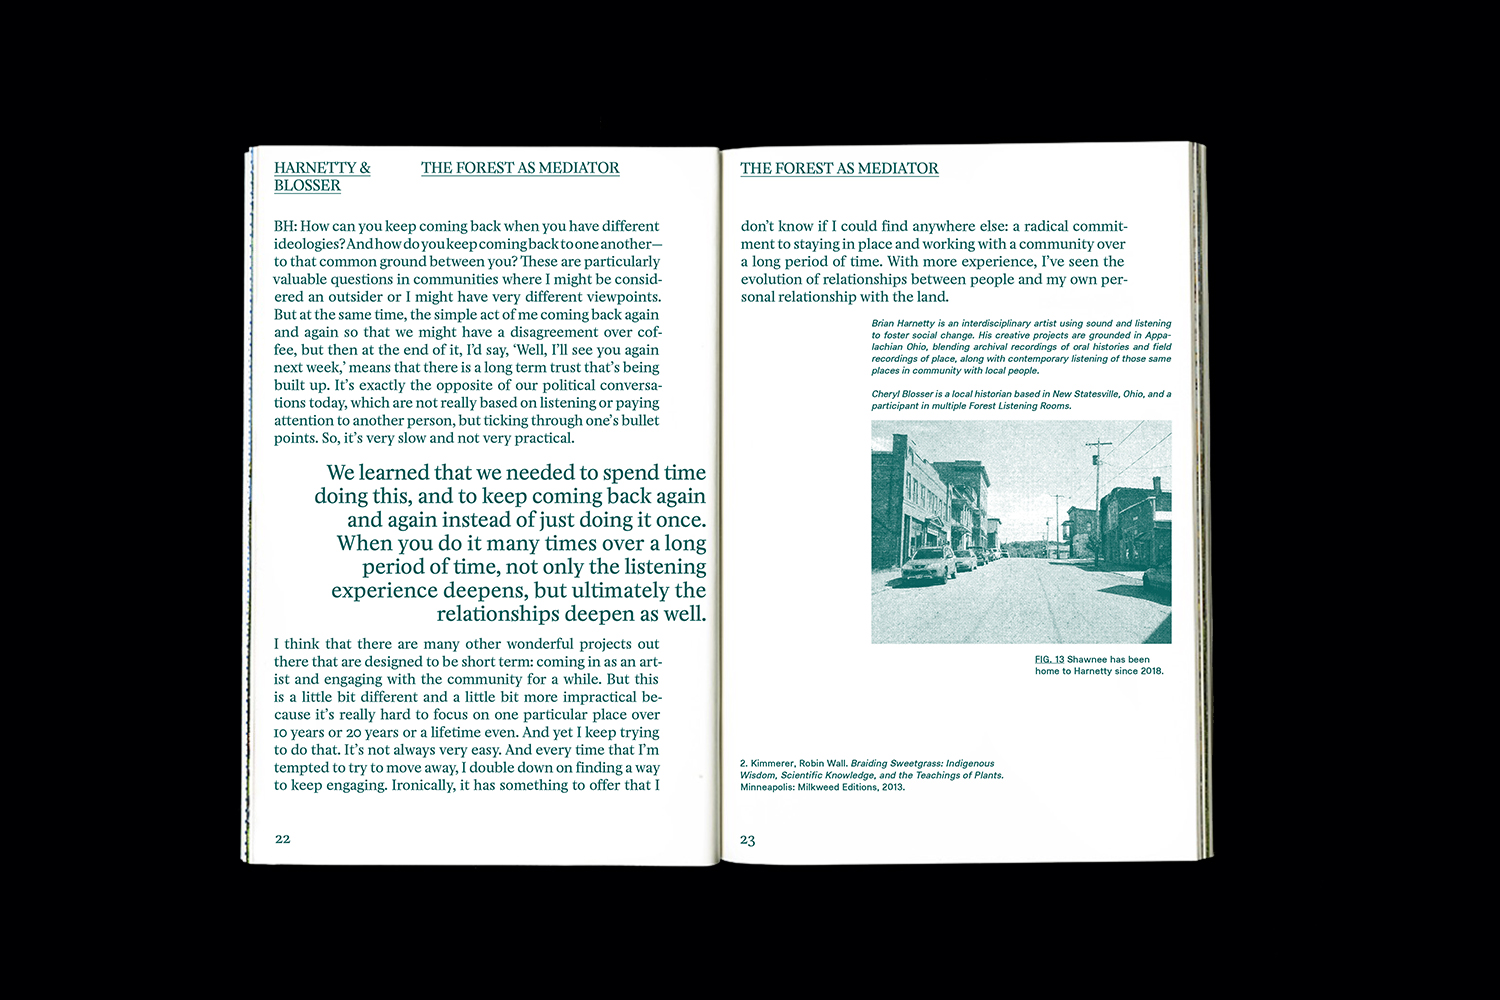 HARNETTY &
BLOSSER
THE FOREST AS MEDIATOR
BH: How can you keep coming back when you have different
ideologies? And how do you keep coming back to one another—
to that common ground between you? These are particularly
valuable questions in communities where I might be consid-
ered an outsider or I might have very different viewpoints.
But at the same time, the simple act of me coming back again
and again so that we might have a disagreement over cof-
fee, but then at the end of it, I'd say, ‘Well, I'll see you again
next week,’ means that there is a long term trust that's being
built up. It's exactly the opposite of our political conversa-
tions today, which are not really based on listening or paying
attention to another person, but ticking through one's bullet
points. So, it's very slow and not very practical.
We learned that we needed to spend time
doing this, and to keep coming back again
and again instead of just doing it once.
When you do it many times over a long
period of time, not only the listening
experience deepens, but ultimately the
relationships deepen as well.
I think that there are many other wonderful projects out
there that are designed to be short term: coming in as an art-
ist and engaging with the community for a while. But this
is a little bit different and a little bit more impractical be-
cause it's really hard to focus on one particular place over
10 years or 20 years or a lifetime even. And yet I keep trying
to do that. It's not always very easy. And every time that I'm
tempted to try to move away, I double down on finding a way
to keep engaging. Ironically, it has something to offer that I
22
THE FOREST AS MEDIATOR
don't know if I could find anywhere else: a radical commit-
ment to staying in place and working with a community over
a long period of time. With more experience, I've seen the
evolution of relationships between people and my own per-
sonal relationship with the land.
Brian Harnetty is an interdisciplinary artist using sound and listening
to foster social change. His creative projects are grounded in Appa-
lachian Ohio, blending archival recordings of oral histories and field
recordings of place, along with contemporary listening of those same
places in community with local people.
Cheryl Blosser is a local historian based in New Statesville, Ohio, and a
participant in multiple Forest Listening Rooms.
FIG. 13 Shawnee has been
home to Harnetty since 2018.
2. Kimmerer, Robin Wall. Braiding Sweetgrass: Indigenous
Wisdom, Scientific Knowledge, and the Teachings of Plants.
Minneapolis: Milkweed Editions, 2013.
23